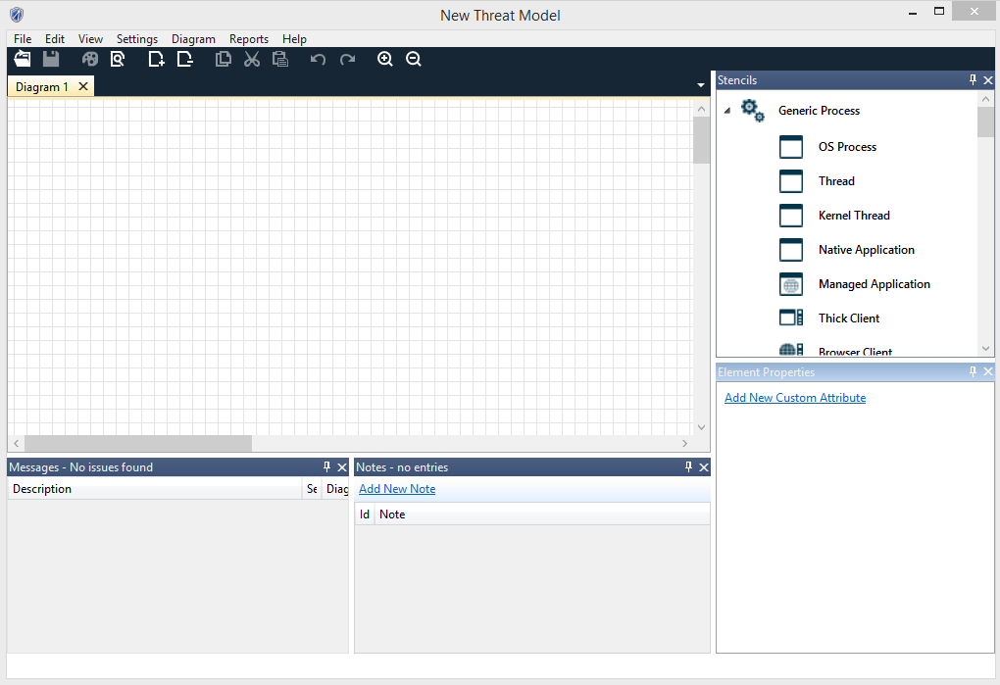 New Threat Model
File Edit View Settings Diagram Reports Help
Diagram 1
Stencils
Generic Process
OS Process
Thread
Kernel Thread
Native Application
Managed Application
Thick Client
Browser Client
Element Properties
Add New Custom Attribute
Messages - No issues found
Description Se Diag
Notes - no entries
Add New Note
Id Note